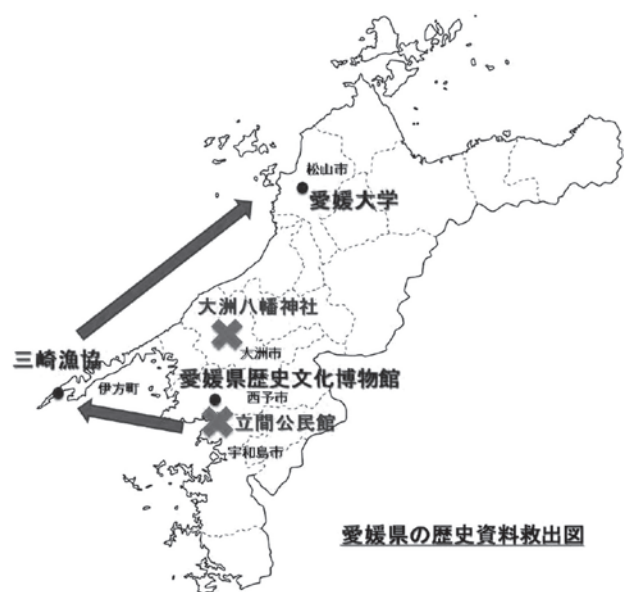 松山市
愛媛大学
大洲八幡神社
大洲市
三崎漁協
伊方町
愛媛県歴史文化博物館
西予市
立間公民館
宇和島市
愛媛県の歴史資料救出図